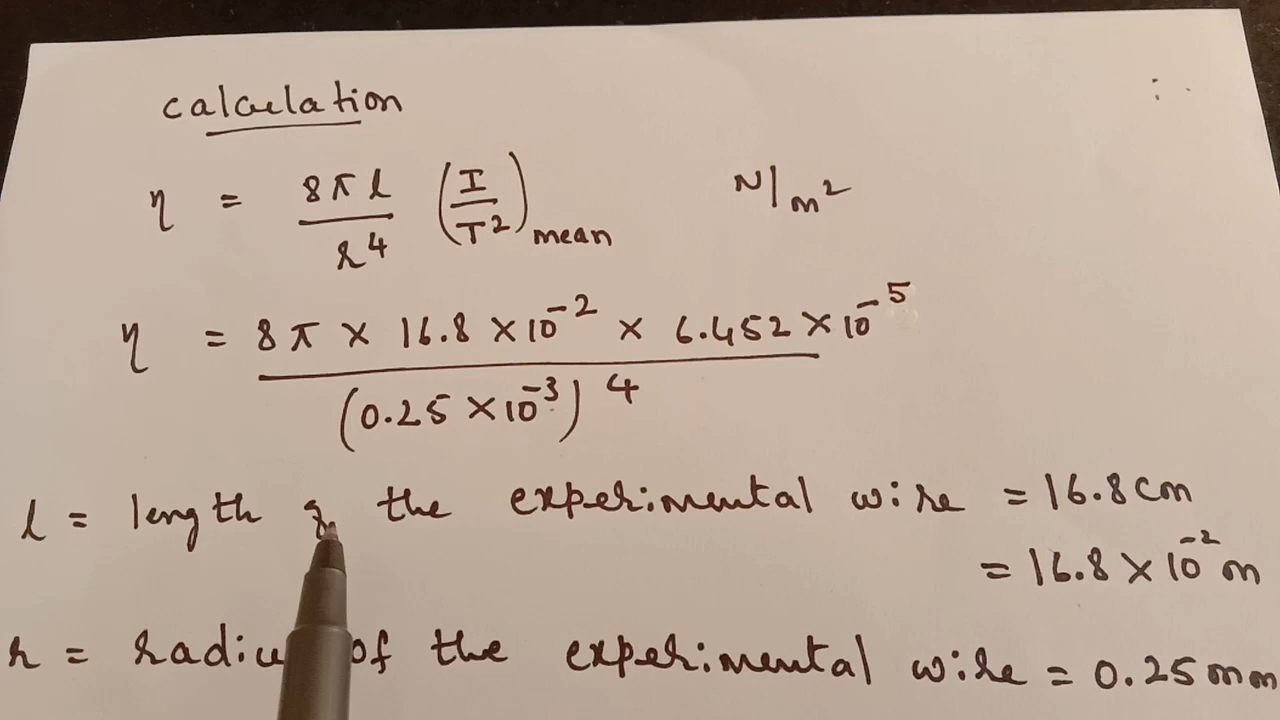 calculation
η = 8πl / r⁴ (I / T²)mean N/m²
η = 8π × 16.8 × 10⁻² × 6.452 × 10⁻⁵ / (0.25 × 10⁻³)⁴
l = length of the experimental wire = 16.8 cm
= 16.8 × 10⁻² m
r = radius of the experimental wire = 0.25 mm